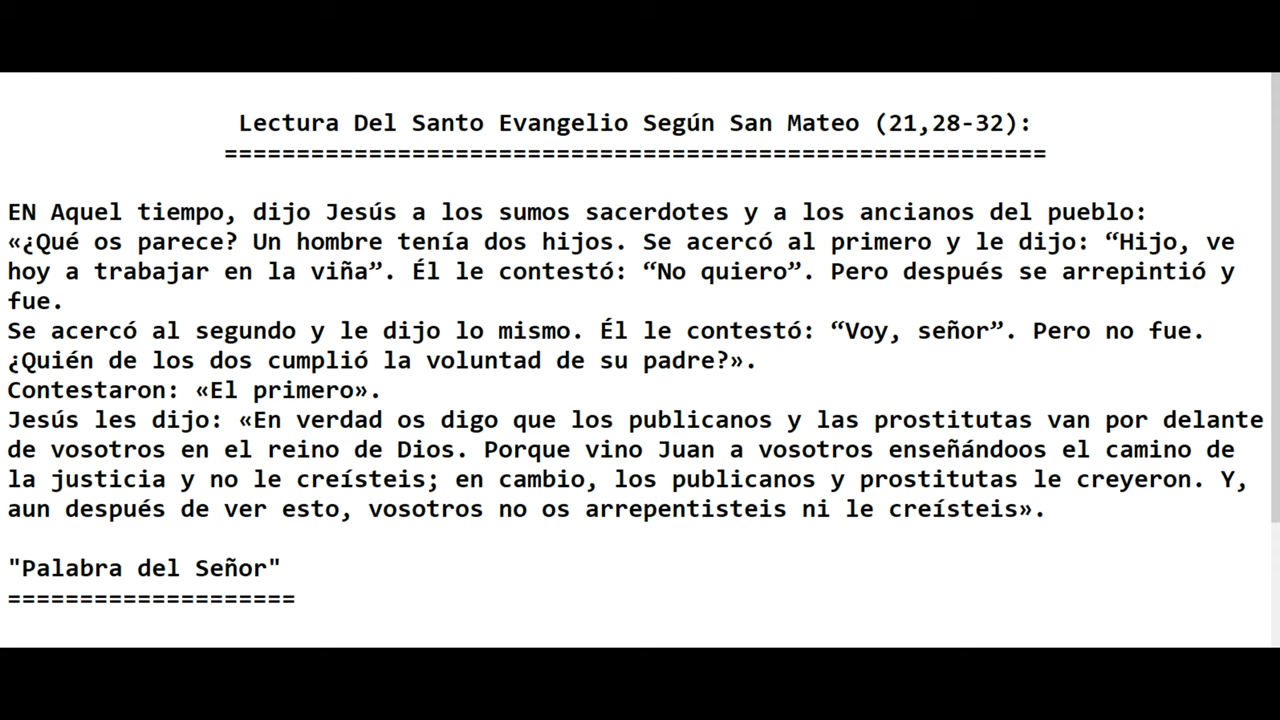 Lectura Del Santo Evangelio Según San Mateo (21,28-32):
=========================================================
EN Aquel tiempo, dijo Jesús a los sumos sacerdotes y a los ancianos del pueblo:
«¿Qué os parece? Un hombre tenía dos hijos. Se acercó al primero y le dijo: “Hijo, ve
hoy a trabajar en la viña”. Él le contestó: “No quiero”. Pero después se arrepintió y
fue.
Se acercó al segundo y le dijo lo mismo. Él le contestó: “Voy, señor”. Pero no fue.
¿Quién de los dos cumplió la voluntad de su padre?».
Contestaron: «El primero».
Jesús les dijo: «En verdad os digo que los publicanos y las prostitutas van por delante
de vosotros en el reino de Dios. Porque vino Juan a vosotros enseñándoos el camino de
la justicia y no le creísteis; en cambio, los publicanos y prostitutas le creyeron. Y,
aun después de ver esto, vosotros no os arrepentisteis ni le creísteis».
"Palabra del Señor"
====================